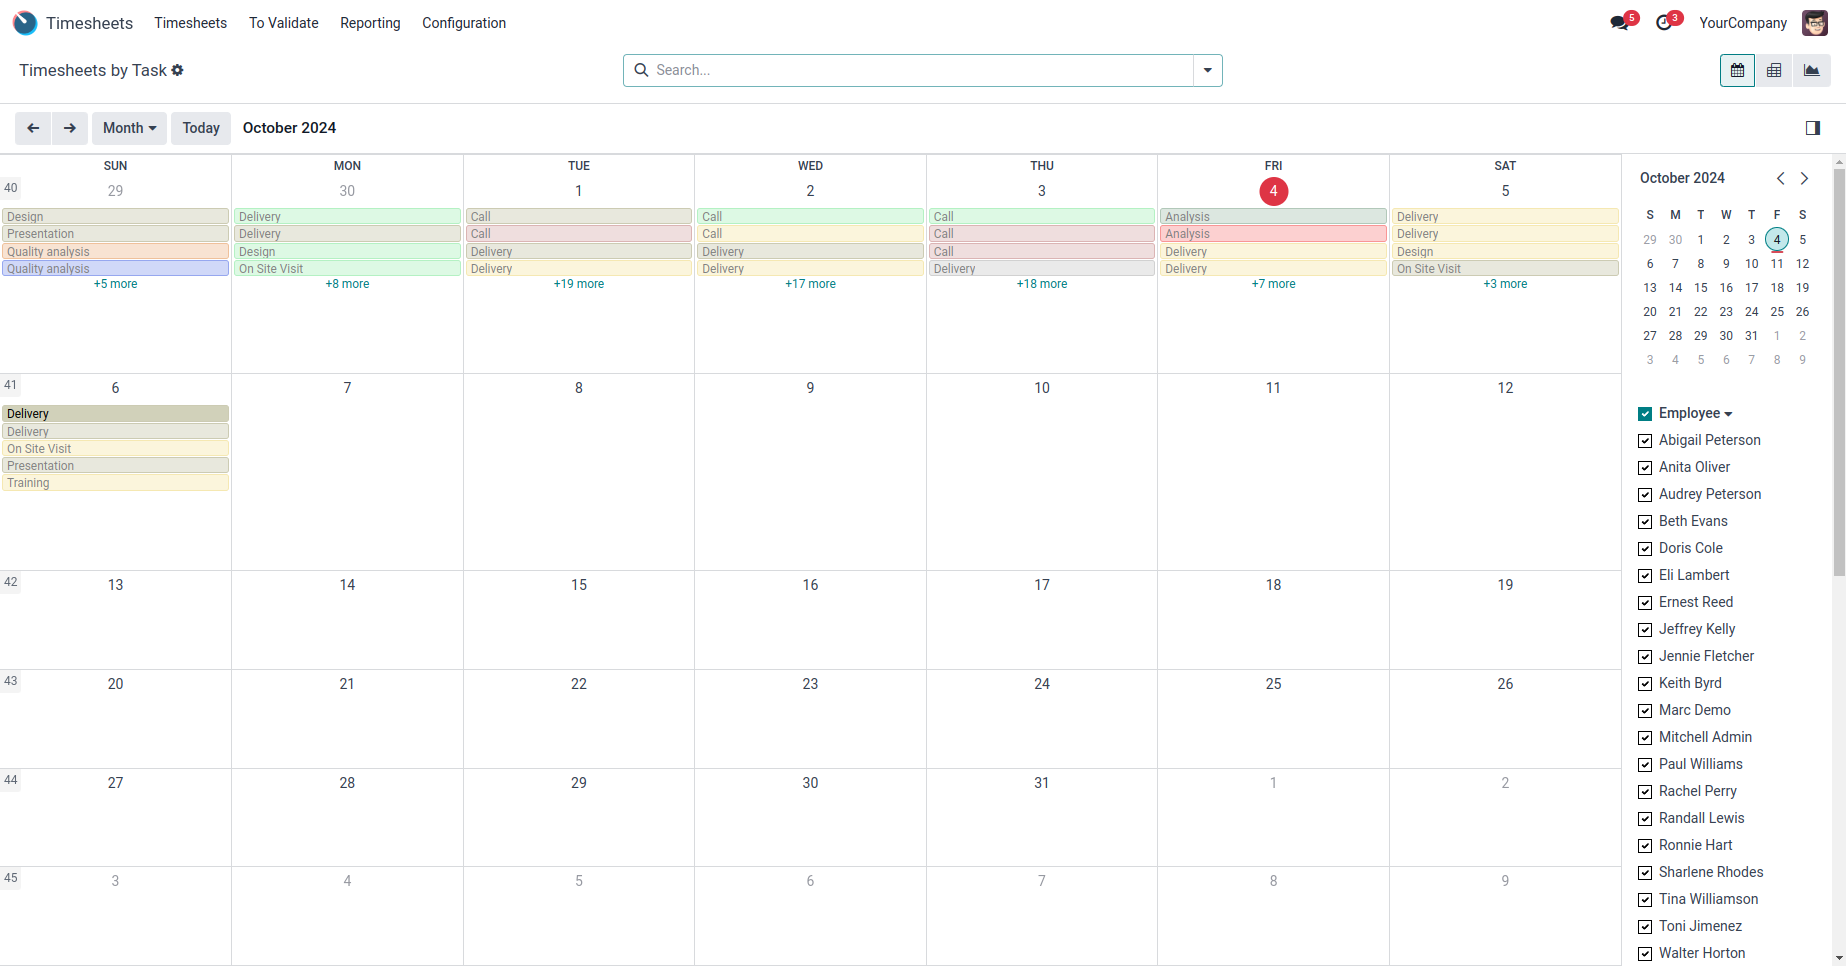 Timesheets Timesheets To Validate Reporting Configuration 5 3 YourCompany
Timesheets by Task Search...
Month Today October 2024
SUN MON TUE WED THU FRI SAT
40 29 30 1 2 3 4 5
Design Delivery Call Call Call Analysis Delivery
Presentation Delivery Call Call Call Analysis Delivery
Quality analysis Design Delivery Delivery Call Delivery Design
Quality analysis On Site Visit Delivery Delivery Delivery Delivery On Site Visit
+5 more +8 more +19 more +17 more +18 more +7 more +3 more
41 6 7 8 9 10 11 12
Delivery
Delivery
On Site Visit
Presentation
Training
42 13 14 15 16 17 18 19
43 20 21 22 23 24 25 26
44 27 28 29 30 31 1 2
45 3 4 5 6 7 8 9
October 2024
S M T W T F S
29 30 1 2 3 4 5
6 7 8 9 10 11 12
13 14 15 16 17 18 19
20 21 22 23 24 25 26
27 28 29 30 31 1 2
3 4 5 6 7 8 9
Employee
Abigail Peterson
Anita Oliver
Audrey Peterson
Beth Evans
Doris Cole
Eli Lambert
Ernest Reed
Jeffrey Kelly
Jennie Fletcher
Keith Byrd
Marc Demo
Mitchell Admin
Paul Williams
Rachel Perry
Randall Lewis
Ronnie Hart
Sharlene Rhodes
Tina Williamson
Toni Jimenez
Walter Horton